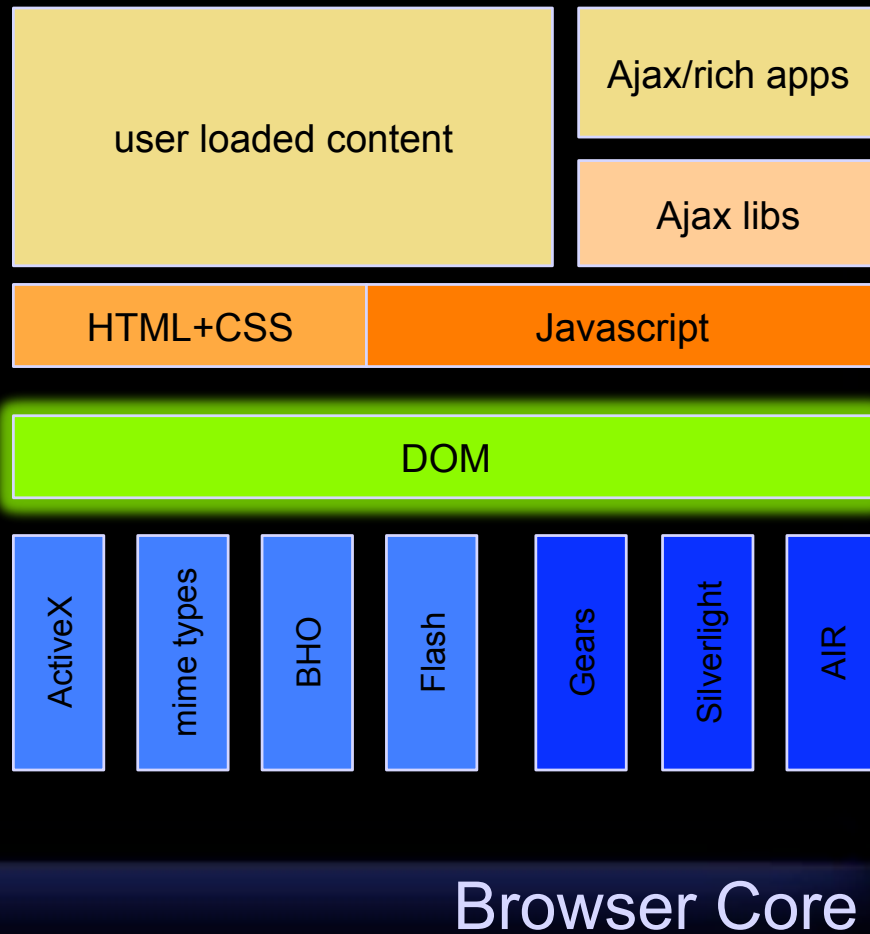 user loaded content
Ajax/rich apps
Ajax libs
HTML+CSS
Javascript
DOM
ActiveX
mime types
BHO
Flash
Gears
Silverlight
AIR
Browser Core